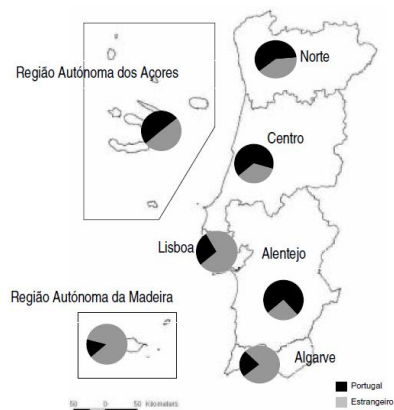 Norte
Região Autónoma dos Açores
Centro
Lisboa
Alentejo
Região Autónoma da Madeira
Algarve
Portugal
Estrangeiro
50 0 50 Kilometers